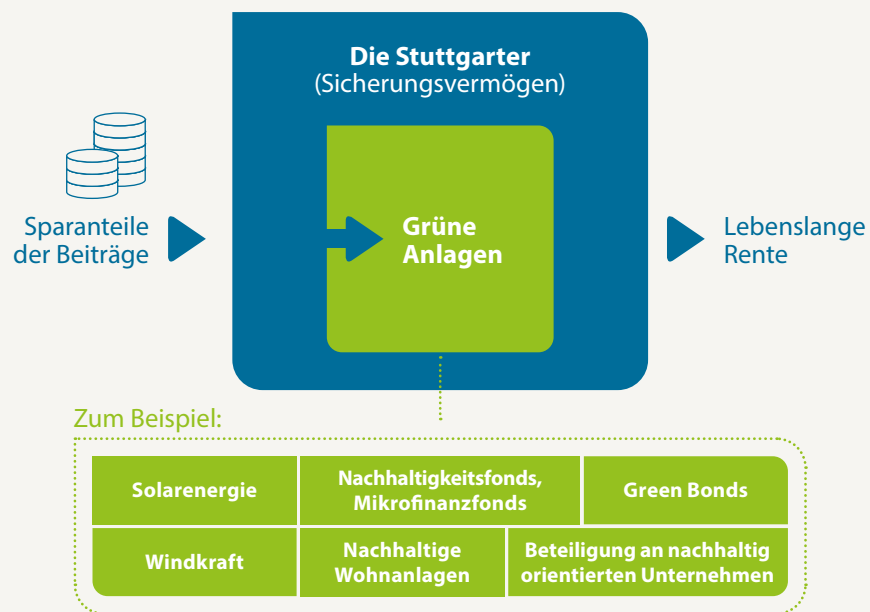 Die Stuttgarter
(Sicherungsvermögen)
Sparanteile
der Beiträge
Grüne
Anlagen
Lebenslange
Rente
Zum Beispiel:
Solarenergie
Nachhaltigkeitsfonds,
Mikrofinanzfonds
Green Bonds
Windkraft
Nachhaltige
Wohnanlagen
Beteiligung an nachhaltig
orientierten Unternehmen